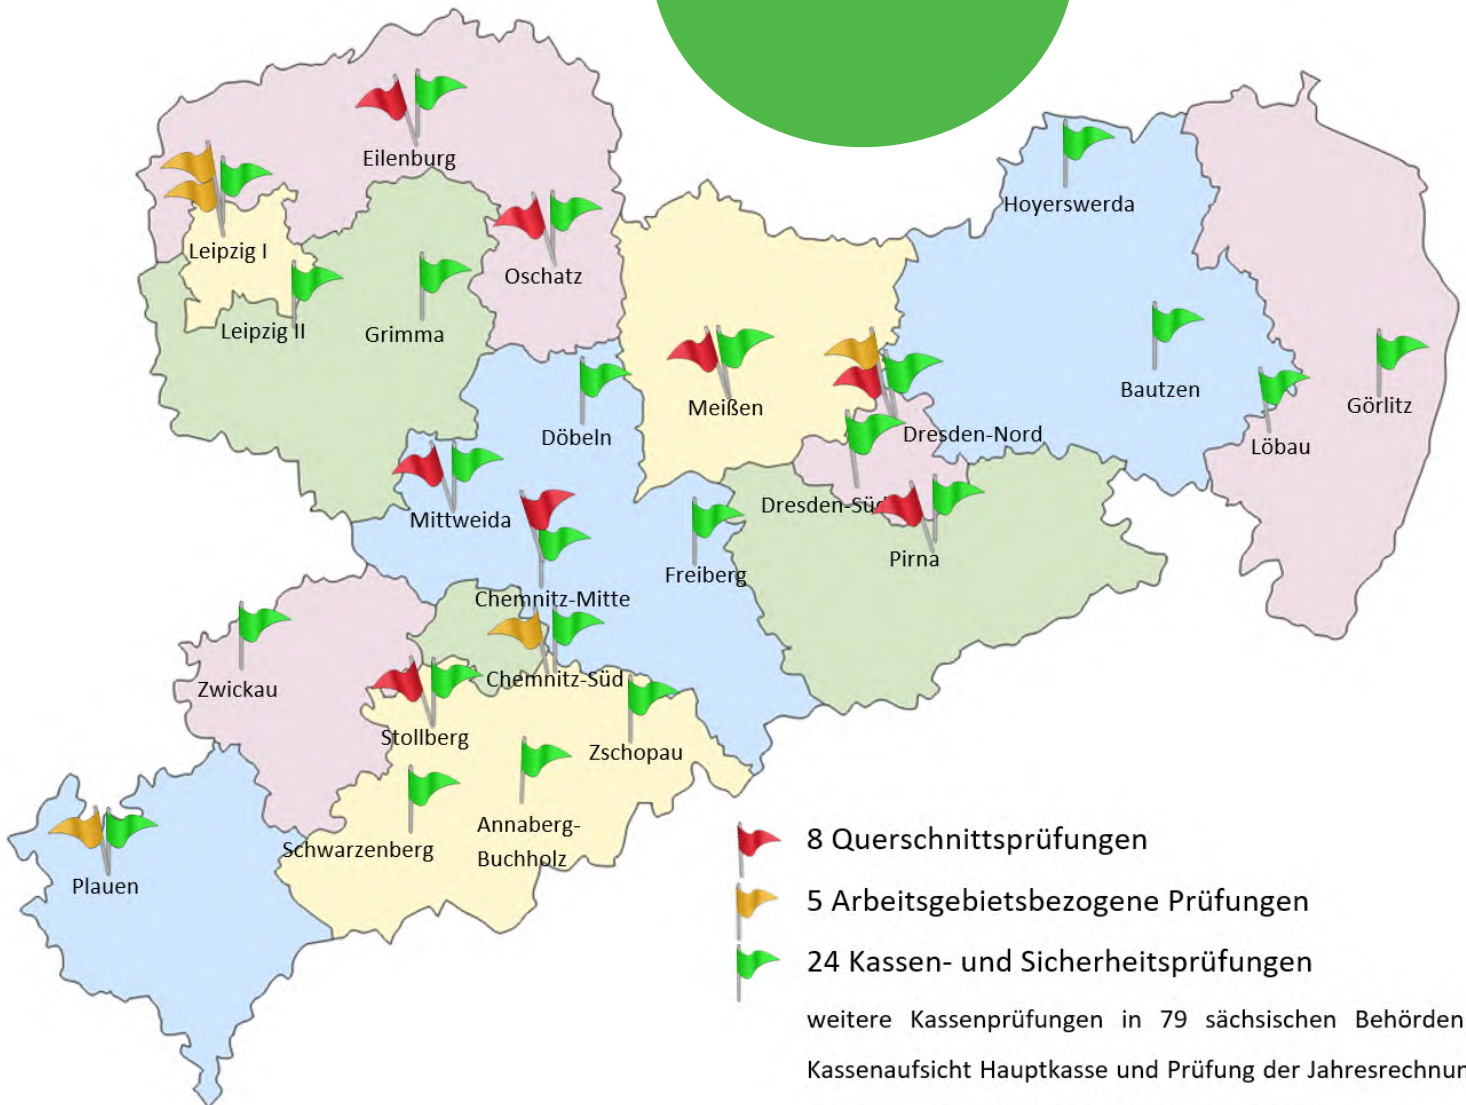 Eilenburg
Hoyerswerda
Leipzig I
Oschatz
Leipzig II
Grimma
Bautzen
Meißen
Görlitz
Döbeln
Dresden-Nord
Löbau
Dresden-Süd
Mittweida
Pirna
Freiberg
Chemnitz-Mitte
Chemnitz-Süd
Zwickau
Stollberg
Zschopau
Annaberg-
Buchholz
Schwarzenberg
Plauen
8 Querschnittsprüfungen
5 Arbeitsgebietsbezogene Prüfungen
24 Kassen- und Sicherheitsprüfungen
weitere Kassenprüfungen in 79 sächsischen Behörden
Kassenaufsicht Hauptkasse und Prüfung der Jahresrechnun